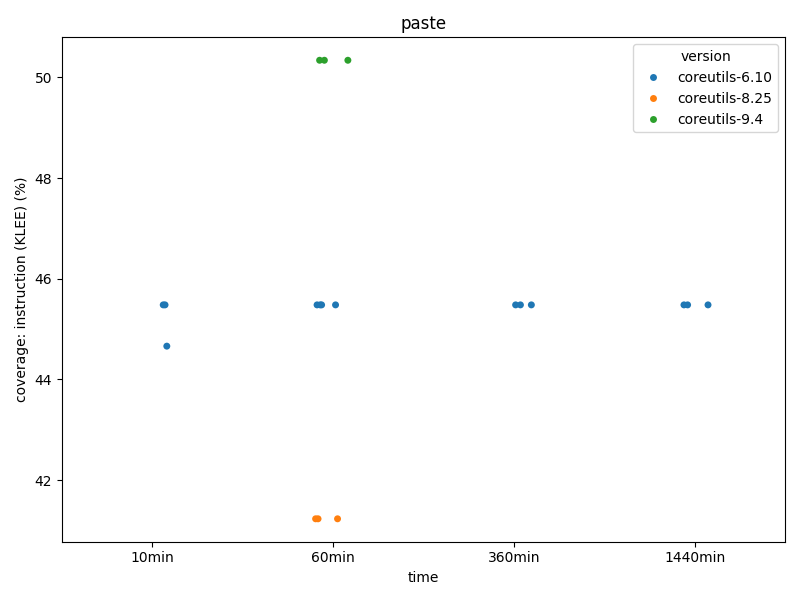 paste
version
coreutils-6.10
coreutils-8.25
coreutils-9.4
coverage: instruction (KLEE) (%)
50
48
46
44
42
10min
60min
360min
1440min
time